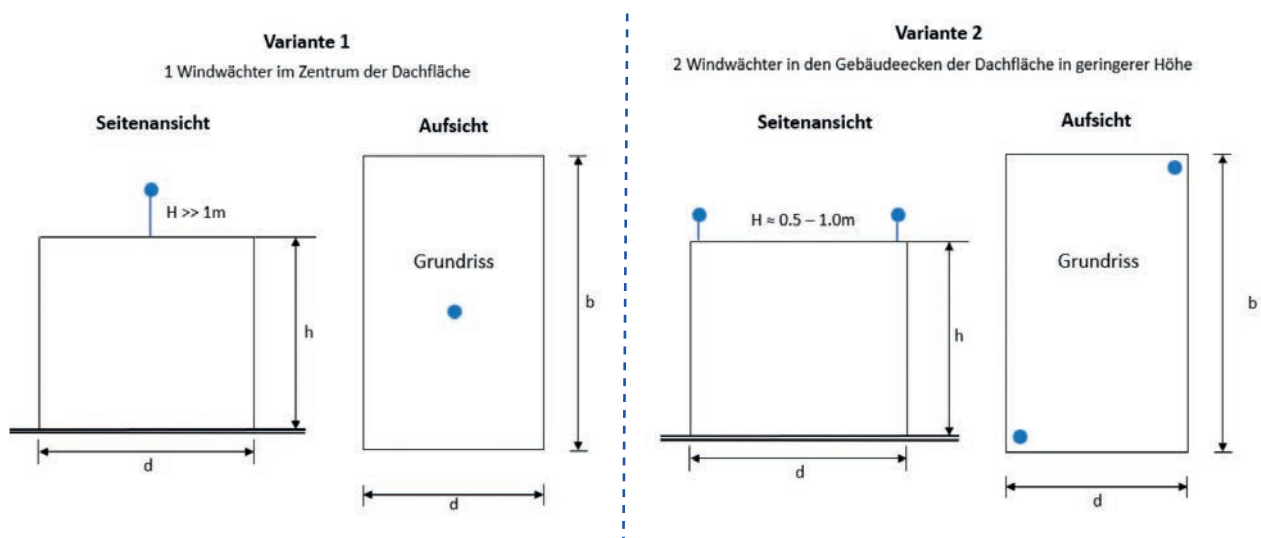 Variante 1
1 Windwächter im Zentrum der Dachfläche
Seitenansicht
Aufsicht
H >> 1m
Grundriss
h
b
d
d
Variante 2
2 Windwächter in den Gebäudeecken der Dachfläche in geringerer Höhe
Seitenansicht
Aufsicht
H ≈ 0.5 – 1.0m
Grundriss
h
b
d
d